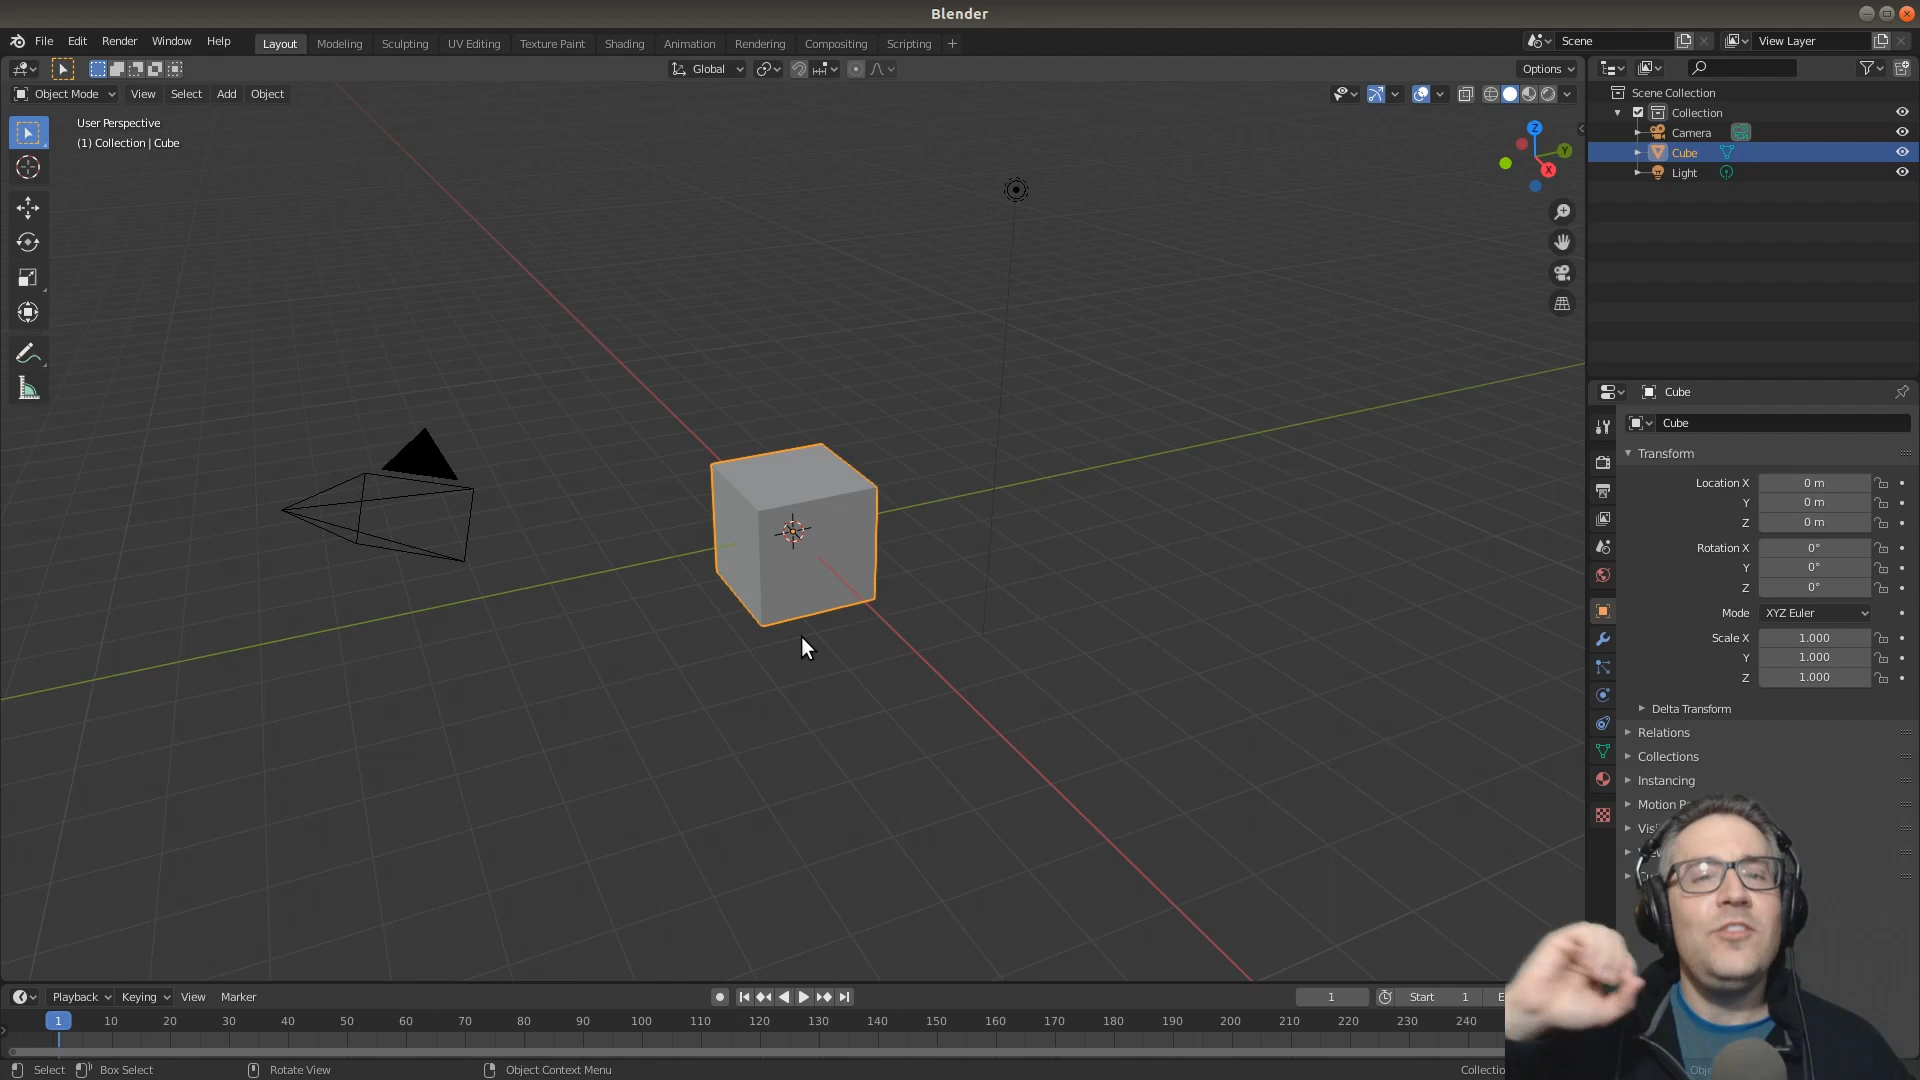 Blender
File Edit Render Window Help
Layout Modeling Sculpting UV Editing Texture Paint Shading Animation Rendering Compositing Scripting +
Scene
View Layer
Global
Options
Object Mode View Select Add Object
User Perspective
(1) Collection | Cube
Z
Y
X
Scene Collection
Collection
Camera
Cube
Light
Cube
Cube
Transform
Location X 0 m
Y 0 m
Z 0 m
Rotation X 0°
Y 0°
Z 0°
Mode XYZ Euler
Scale X 1.000
Y 1.000
Z 1.000
Delta Transform
Relations
Collections
Instancing
Motion
Playback Keying View Marker
1
Start 1
1 10 20 30 40 50 60 70 80 90 100 110 120 130 140 150 160 170 180 190 200 210 220 230 240
Select Box Select Rotate View Object Context Menu